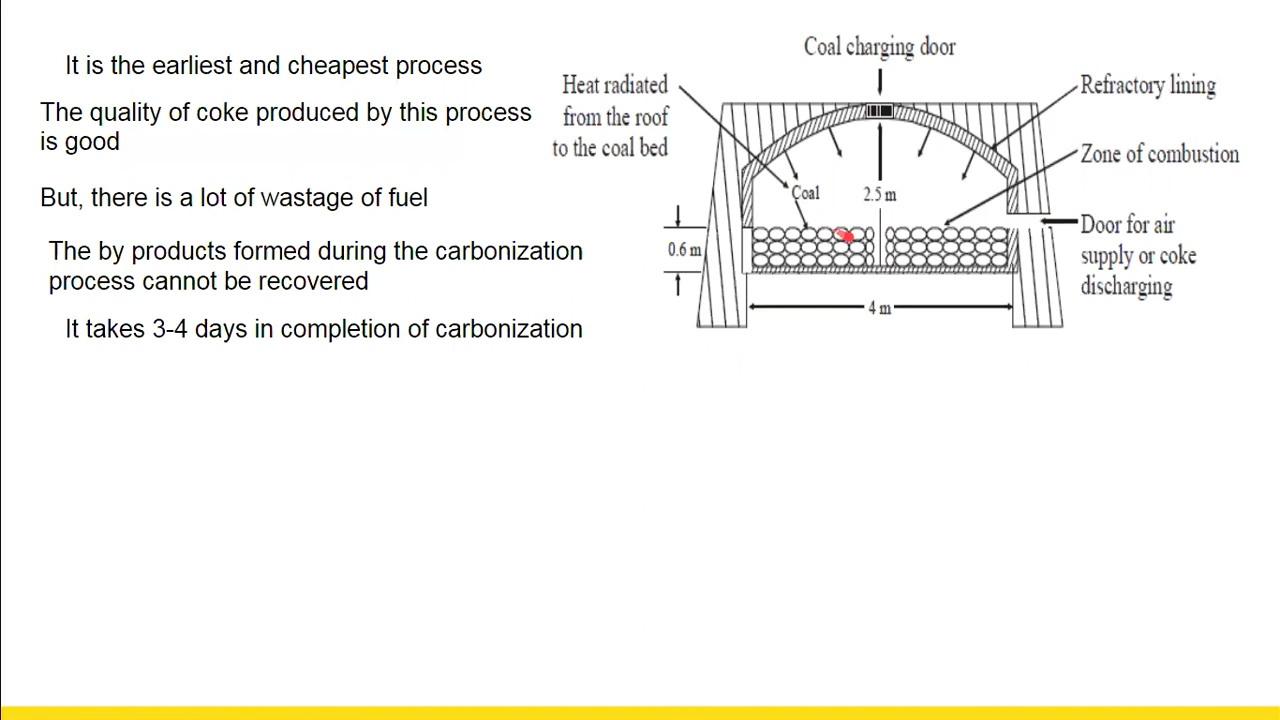 It is the earliest and cheapest process
The quality of coke produced by this process
is good
But, there is a lot of wastage of fuel
The by products formed during the carbonization
process cannot be recovered
It takes 3-4 days in completion of carbonization
Coal charging door
Heat radiated
from the roof
to the coal bed
Refractory lining
Zone of combustion
Coal
2.5 m
Door for air
supply or coke
discharging
0.6 m
4 m